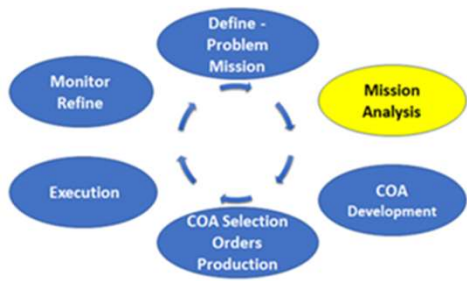 Define -
Problem
Mission
Mission
Analysis
COA
Development
COA Selection
Orders
Production
Execution
Monitor
Refine